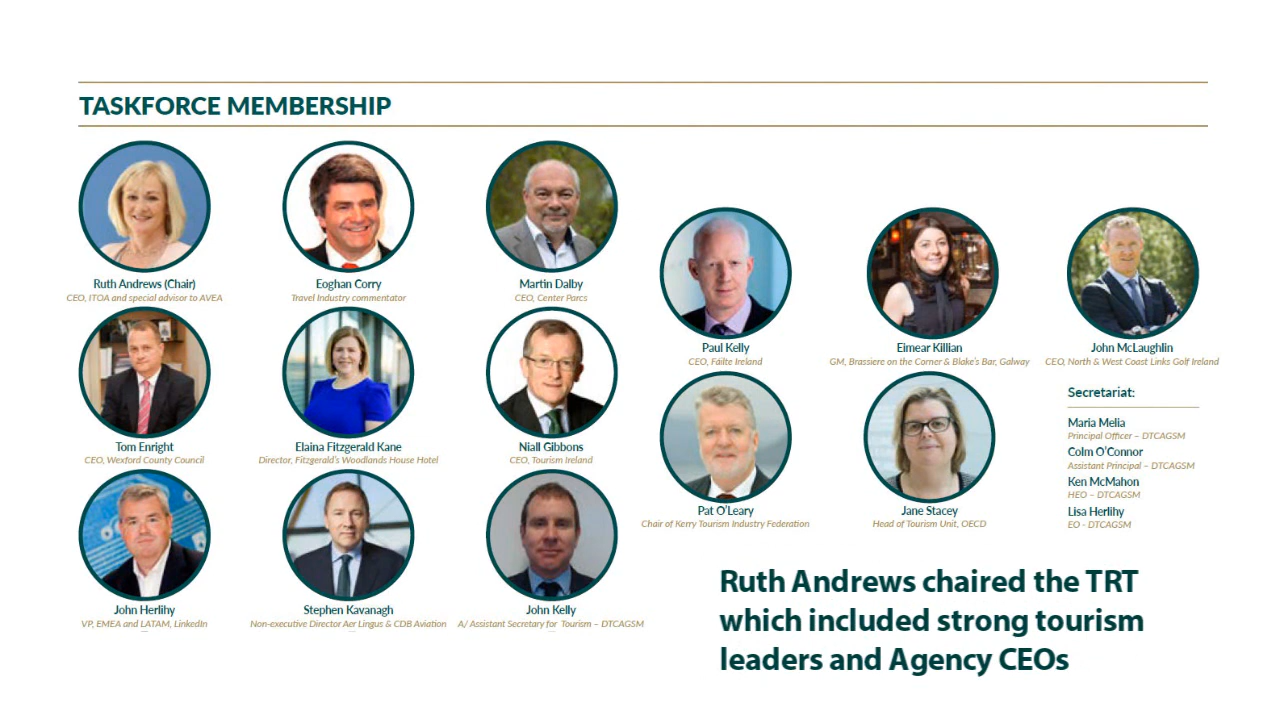 TASKFORCE MEMBERSHIP
Ruth Andrews (Chair)
CEO, ITOA and special advisor to AVEA
Eoghan Corry
Travel Industry commentator
Martin Dalby
CEO, Center Parcs
Tom Enright
CEO, Wexford County Council
Elaina Fitzgerald Kane
Director, Fitzgerald's Woodlands House Hotel
Niall Gibbons
CEO, Tourism Ireland
John Herlihy
VP, EMEA and LATAM, LinkedIn
Stephen Kavanagh
Non-executive Director Aer Lingus & CDB Aviation
John Kelly
A/ Assistant Secretary for Tourism – DTCAGSM
Paul Kelly
CEO, Fáilte Ireland
Eimear Killian
GM, Brassiere on the Corner & Blake's Bar, Galway
John McLaughlin
CEO, North & West Coast Links Golf Ireland
Pat O'Leary
Chair of Kerry Tourism Industry Federation
Jane Stacey
Head of Tourism Unit, OECD
Secretariat:
Maria Melia
Principal Officer – DTCAGSM
Colm O'Connor
Assistant Principal – DTCAGSM
Ken McMahon
HEO – DTCAGSM
Lisa Herlihy
EO - DTCAGSM
Ruth Andrews chaired the TRT
which included strong tourism
leaders and Agency CEOs